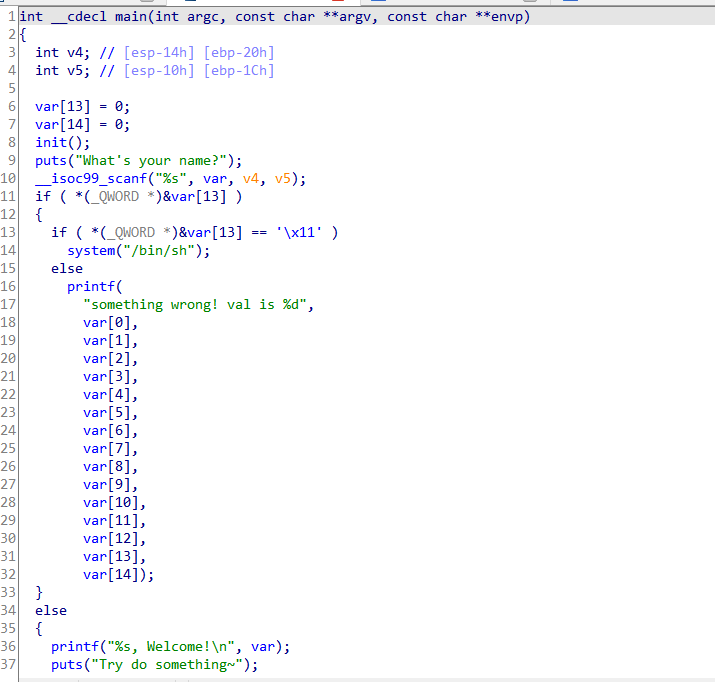 1 int __cdecl main(int argc, const char **argv, const char **envp)
2 {
3   int v4; // [esp-14h] [ebp-20h]
4   int v5; // [esp-10h] [ebp-1Ch]
5
6   var[13] = 0;
7   var[14] = 0;
8   init();
9   puts("What's your name?");
10   __isoc99_scanf("%s", var, v4, v5);
11   if ( *(_QWORD *)&var[13] )
12   {
13     if ( *(_QWORD *)&var[13] == '\x11' )
14       system("/bin/sh");
15     else
16       printf(
17         "something wrong! val is %d",
18         var[0],
19         var[1],
20         var[2],
21         var[3],
22         var[4],
23         var[5],
24         var[6],
25         var[7],
26         var[8],
27         var[9],
28         var[10],
29         var[11],
30         var[12],
31         var[13],
32         var[14]);
33   }
34   else
35   {
36     printf("%s, Welcome!\n", var);
37     puts("Try do something~");